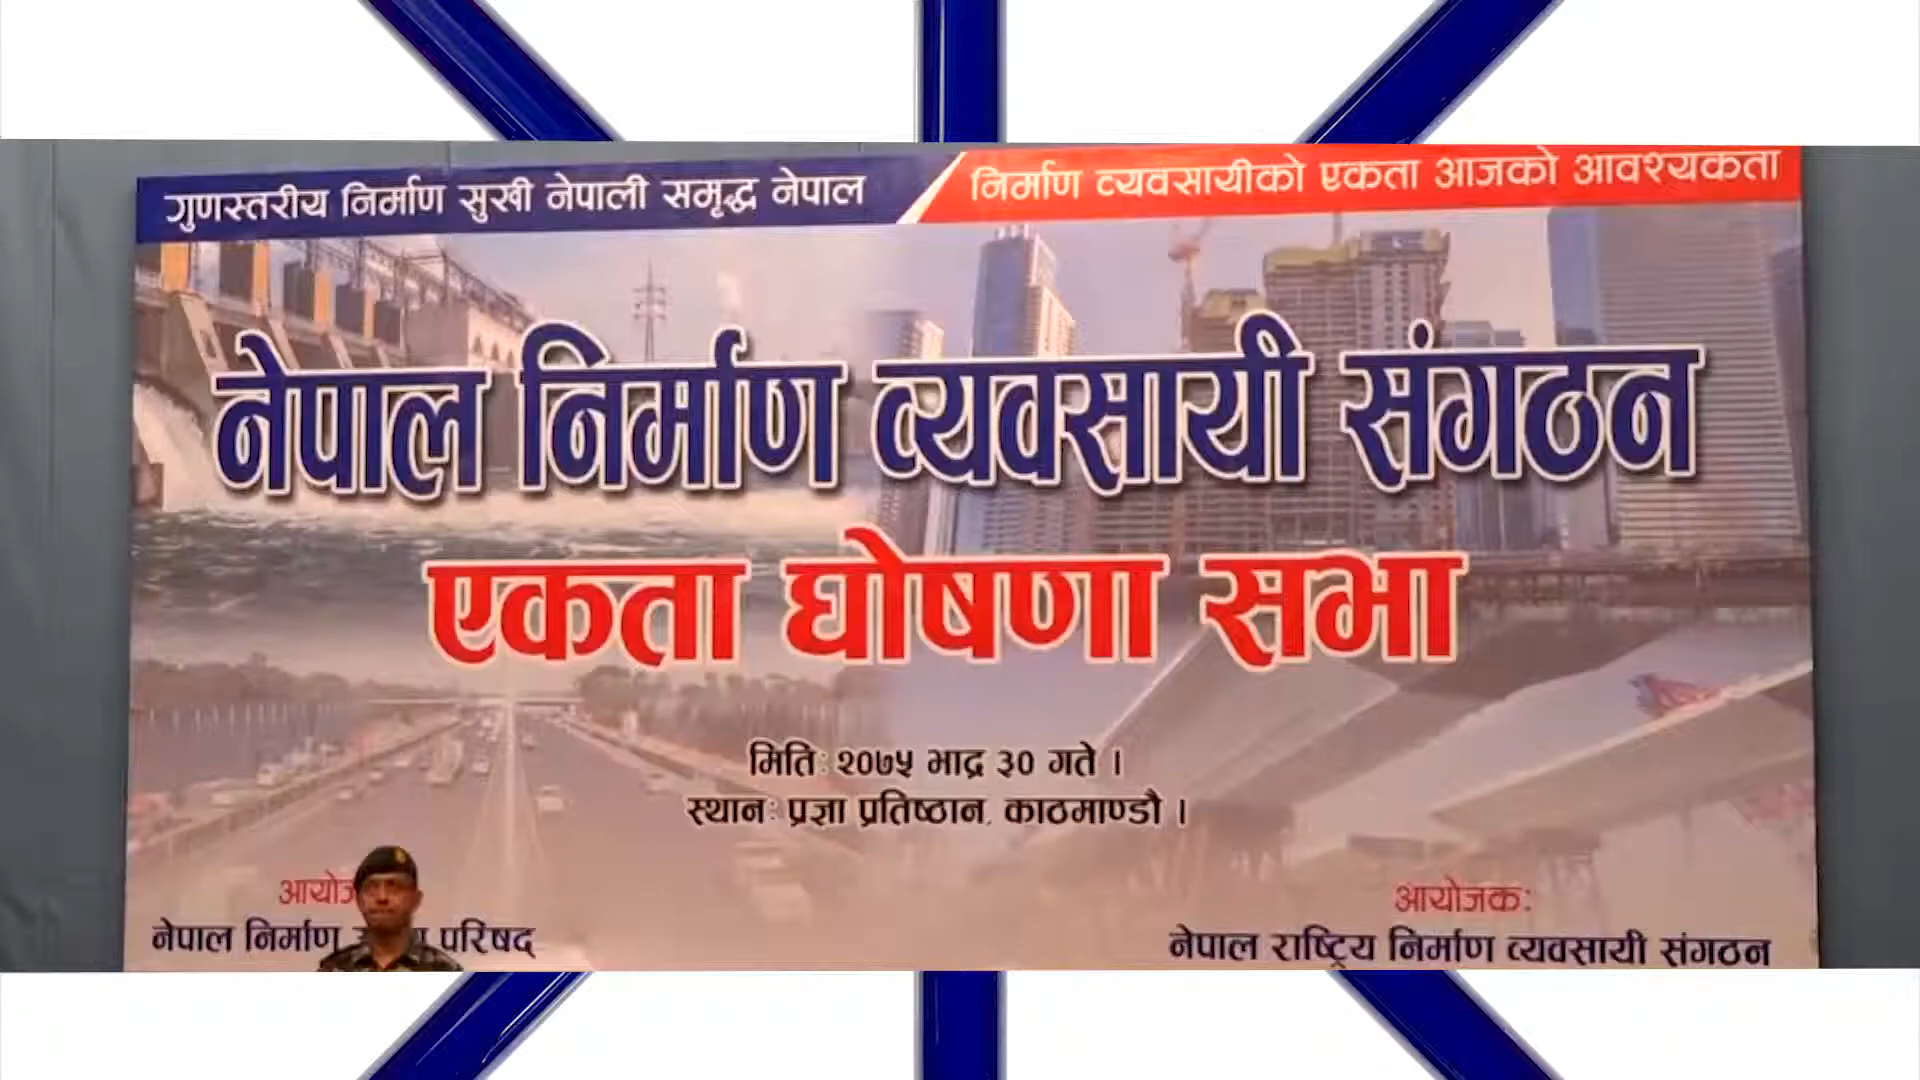 गुणस्तरीय निर्माण सुखी नेपाली समृद्ध नेपाल
निर्माण व्यवसायीको एकता आजको आवश्यकता
नेपाल निर्माण व्यवसायी संगठन
एकता घोषणा सभा
मितिः २०७५ भाद्र ३० गते ।
स्थानः प्रज्ञा प्रतिष्ठान, काठमाण्डौ ।
नेपाल निर्माण परिषद्
आयोजकः
नेपाल राष्ट्रिय निर्माण व्यवसायी संगठन